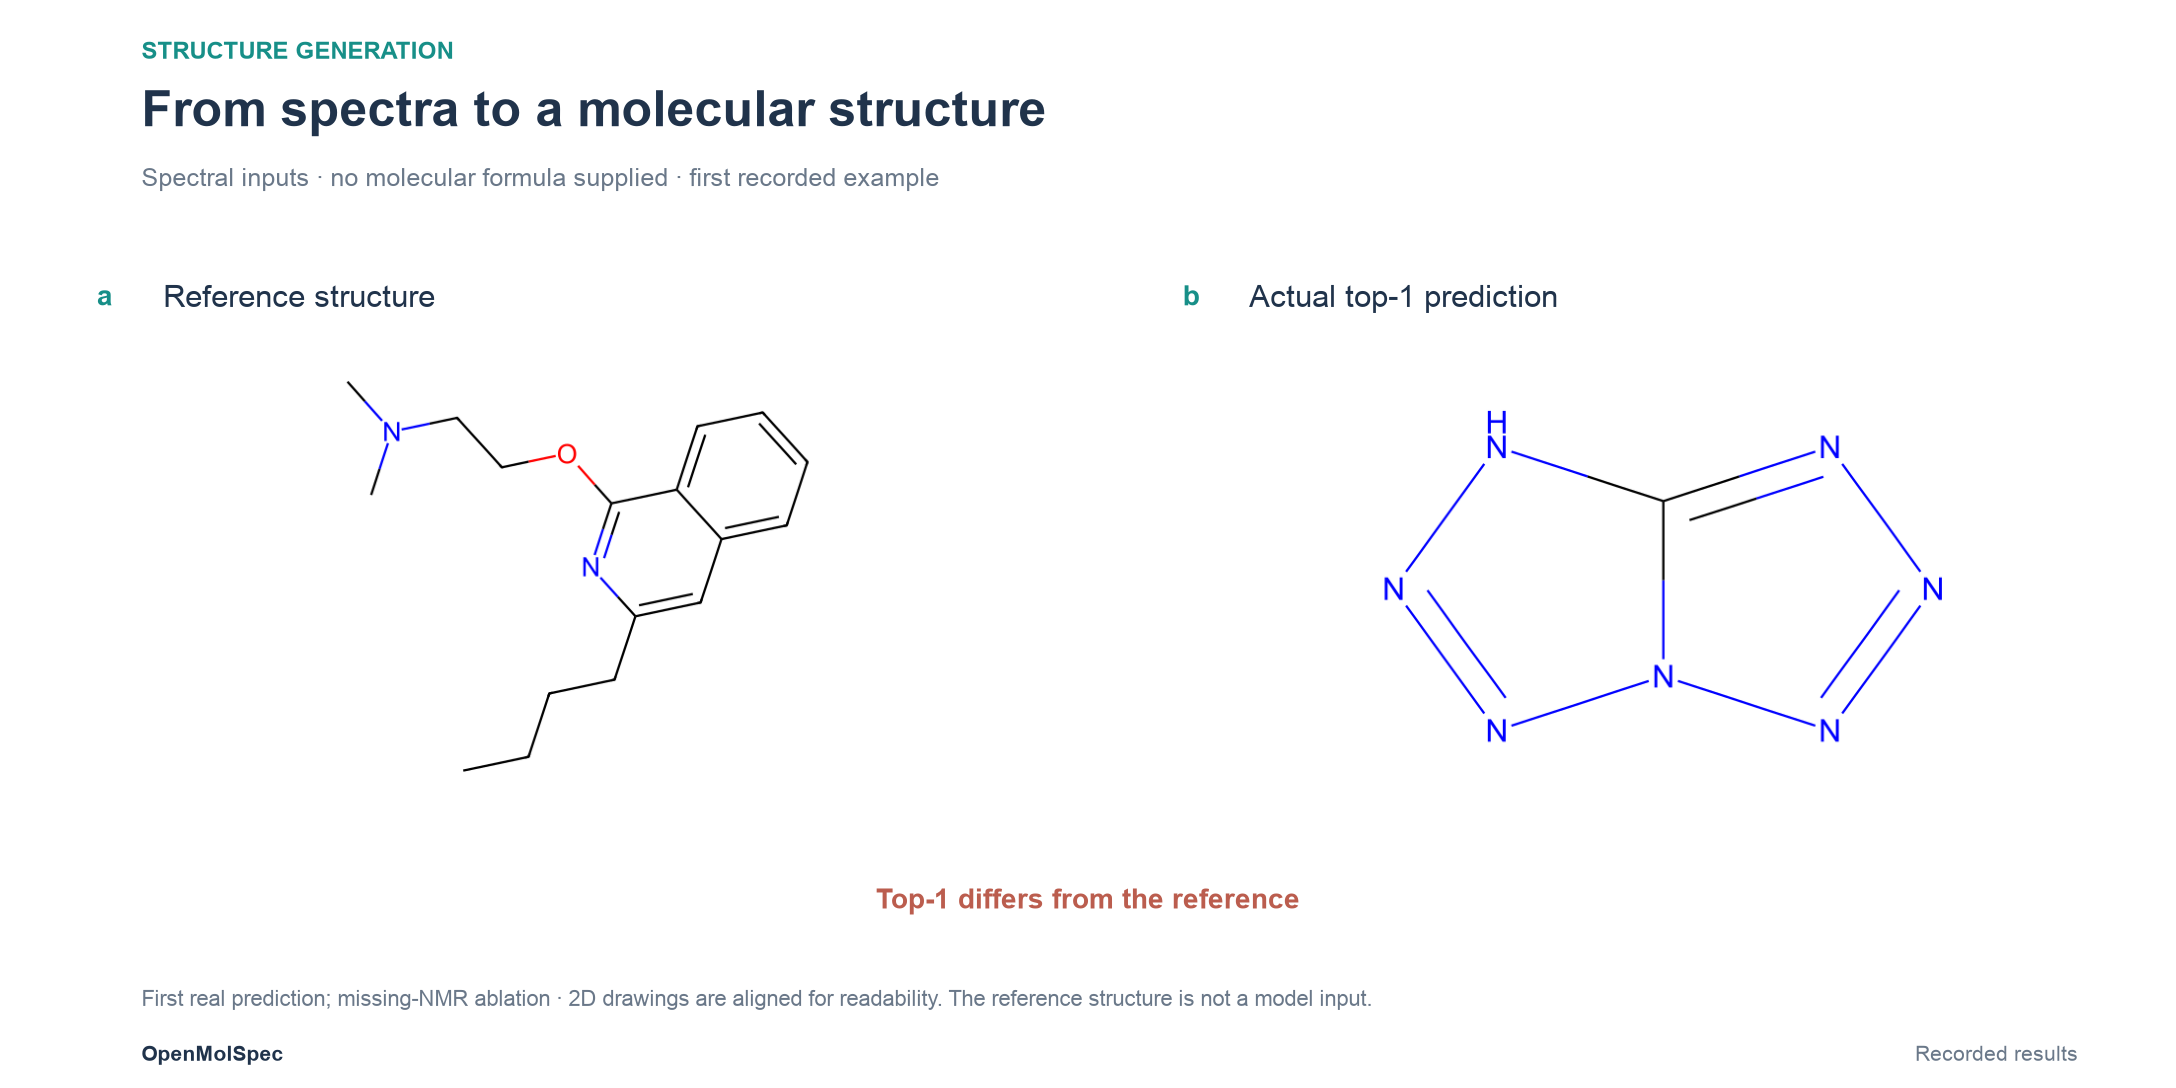 STRUCTURE GENERATION
From spectra to a molecular structure
Spectral inputs · no molecular formula supplied · first recorded example
a Reference structure
b Actual top-1 prediction
N
O
N
H
N
N
N
N
N
N
N
Top-1 differs from the reference
First real prediction; missing-NMR ablation · 2D drawings are aligned for readability. The reference structure is not a model input.
OpenMolSpec
Recorded results